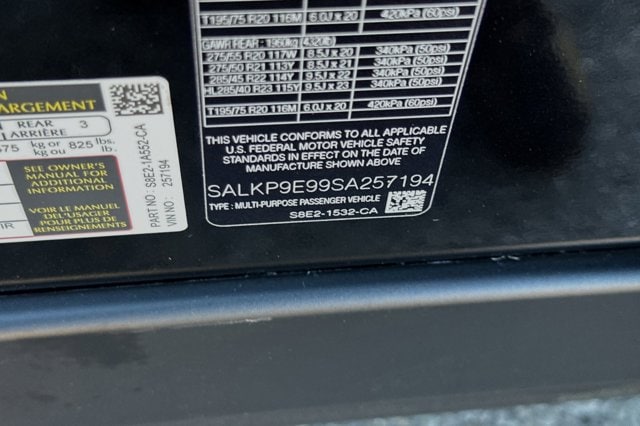 T195/75 R20 116M 6.0J x 20 420kPa (60psi)
GAWR REAR : 1960kg (4320lb)
275/55 R20 117W 8.5J x 20 340kPa (50psi)
275/50 R21 113Y 8.5J x 21 340kPa (50psi)
285/45 R22 114Y 9.5J x 22 340kPa (50psi)
HL285/40 R23 115Y 9.5J x 23 340kPa (50psi)
T195/75 R20 116M 6.0J x 20 420kPa (60psi)
THIS VEHICLE CONFORMS TO ALL APPLICABLE
U.S. FEDERAL MOTOR VEHICLE SAFETY
STANDARDS IN EFFECT ON THE DATE OF
MANUFACTURE SHOWN ABOVE
SALKP9E99SA257194
TYPE : MULTI-PURPOSE PASSENGER VEHICLE
S8E2-1532-CA
ARGEMENT
REAR 3
ARRIÈRE
kg or 825 lbs.
kg ou lb.
SEE OWNER'S
MANUAL FOR
ADDITIONAL
INFORMATION
VOIR LE MANUEL
DE L'USAGER
POUR PLUS DE
RENSEIGNEMENTS
PART NO : S8E2-1A552-CA
VIN NO : 257194